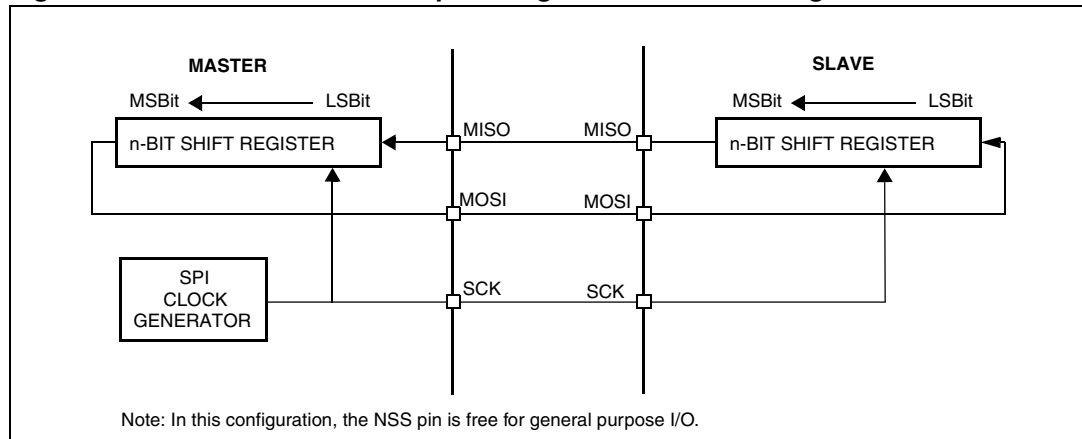 MASTER
SLAVE
MSBit
LSBit
MSBit
LSBit
n-BIT SHIFT REGISTER
MISO
MISO
n-BIT SHIFT REGISTER
MOSI
MOSI
SPI
CLOCK
GENERATOR
SCK
SCK
Note: In this configuration, the NSS pin is free for general purpose I/O.